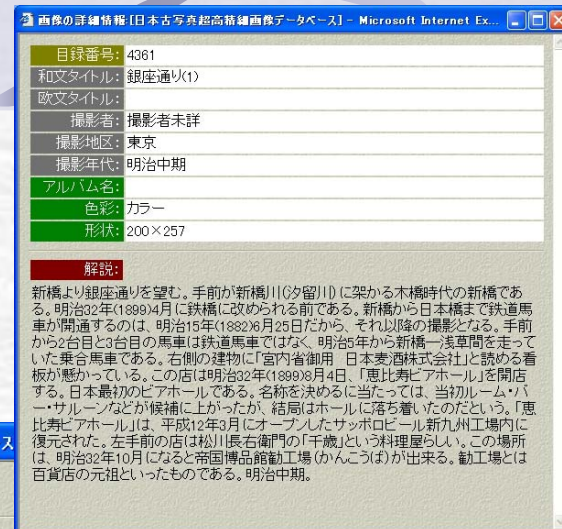 画像の詳細情報:[日本古写真超高精細画像データベース] - Microsoft Internet Ex...
目録番号: 4361
和文タイトル: 銀座通り(1)
欧文タイトル:
撮影者: 撮影者未詳
撮影地区: 東京
撮影年代: 明治中期
アルバム名:
色彩: カラー
形状: 200×257
解説:
新橋より銀座通りを望む。手前が新橋川(汐留川)に架かる木橋時代の新橋であ
る。明治32年(1899)4月に鉄橋に改められる前である。新橋から日本橋まで鉄道馬
車が開通するのは、明治15年(1882)6月25日だから、それ以降の撮影となる。手前
から2台目と3台目の馬車は鉄道馬車ではなく、明治5年から新橋―浅草間を走って
いた乗合馬車である。右側の建物に「宮内省御用　日本麦酒株式会社」と読める看
板が懸かっている。この店は明治32年(1899)8月4日、「恵比寿ビアホール」を開店
する。日本最初のビアホールである。名称を決めるに当たっては、当初ルーム・バ
ー・サルーンなどが候補に上がったが、結局はホールに落ち着いたのだという。「恵
比寿ビアホール」は、平成12年3月にオープンしたサッポロビール新九州工場内に
復元された。左手前の店は松川長右衛門の「千歳」という料理屋らしい。この場所
は、明治32年10月になると帝国博品館勧工場(かんこうば)が出来る。勧工場とは
百貨店の元祖といったものである。明治中期。
ス